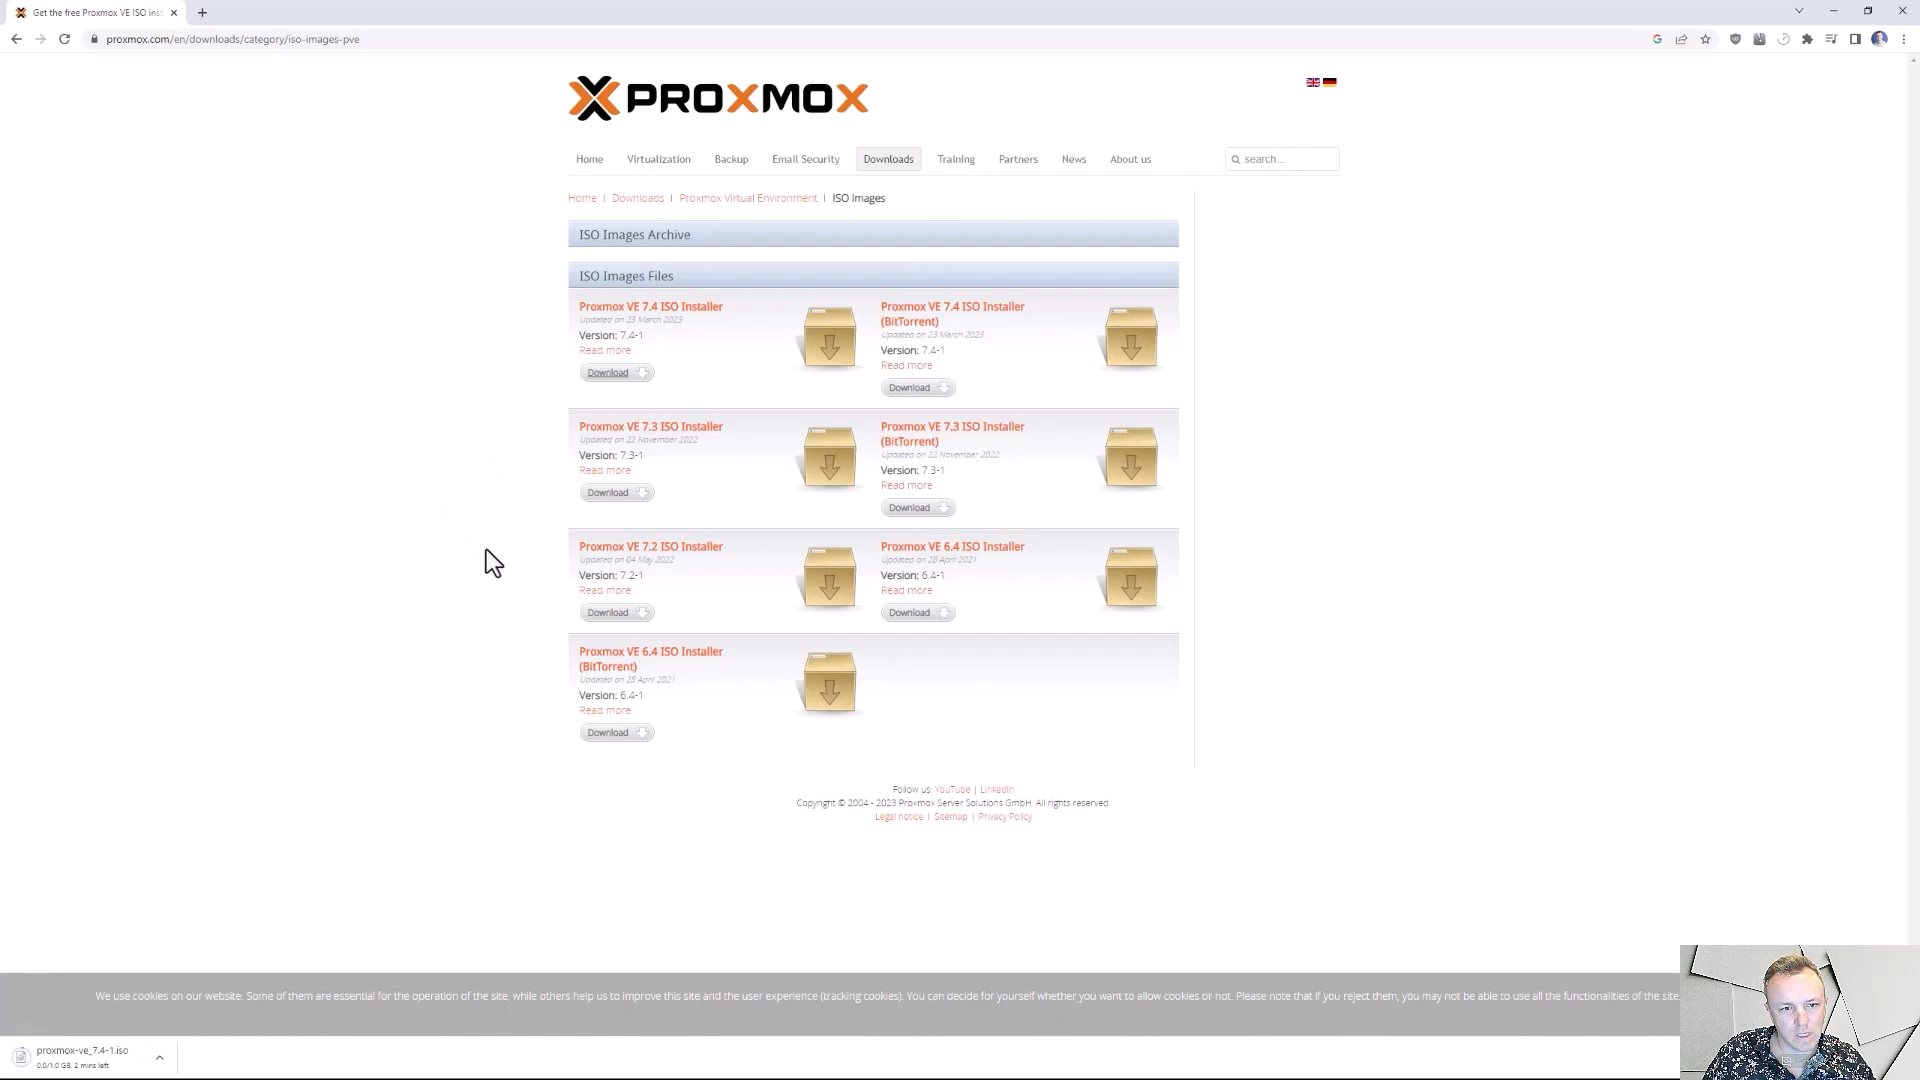 Get the free Proxmox VE ISO inst
proxmox.com/en/downloads/category/iso-images-pve
PROXMOX
Home Virtualization Backup Email Security Downloads Training Partners News About us search...
Home | Downloads | Proxmox Virtual Environment | ISO Images
ISO Images Archive
ISO Images Files
Proxmox VE 7.4 ISO Installer
Updated on 23 March 2023
Version: 7.4-1
Read more
Download
Proxmox VE 7.4 ISO Installer
(BitTorrent)
Updated on 23 March 2023
Version: 7.4-1
Read more
Download
Proxmox VE 7.3 ISO Installer
Updated on 22 November 2022
Version: 7.3-1
Read more
Download
Proxmox VE 7.3 ISO Installer
(BitTorrent)
Updated on 22 November 2022
Version: 7.3-1
Read more
Download
Proxmox VE 7.2 ISO Installer
Updated on 04 May 2022
Version: 7.2-1
Read more
Download
Proxmox VE 6.4 ISO Installer
Updated on 28 April 2021
Version: 6.4-1
Read more
Download
Proxmox VE 6.4 ISO Installer
(BitTorrent)
Updated on 28 April 2021
Version: 6.4-1
Read more
Download
Follow us: YouTube | LinkedIn
Copyright © 2004 - 2023 Proxmox Server Solutions GmbH. All rights reserved.
Legal notice | Sitemap | Privacy Policy
We use cookies on our website. Some of them are essential for the operation of the site, while others help us to improve this site and the user experience (tracking cookies). You can decide for yourself whether you want to allow cookies or not. Please note that if you reject them, you may not be able to use all the functionalities of the site.
proxmox-ve_7.4-1.iso
0.0/1.0 GB, 2 mins left